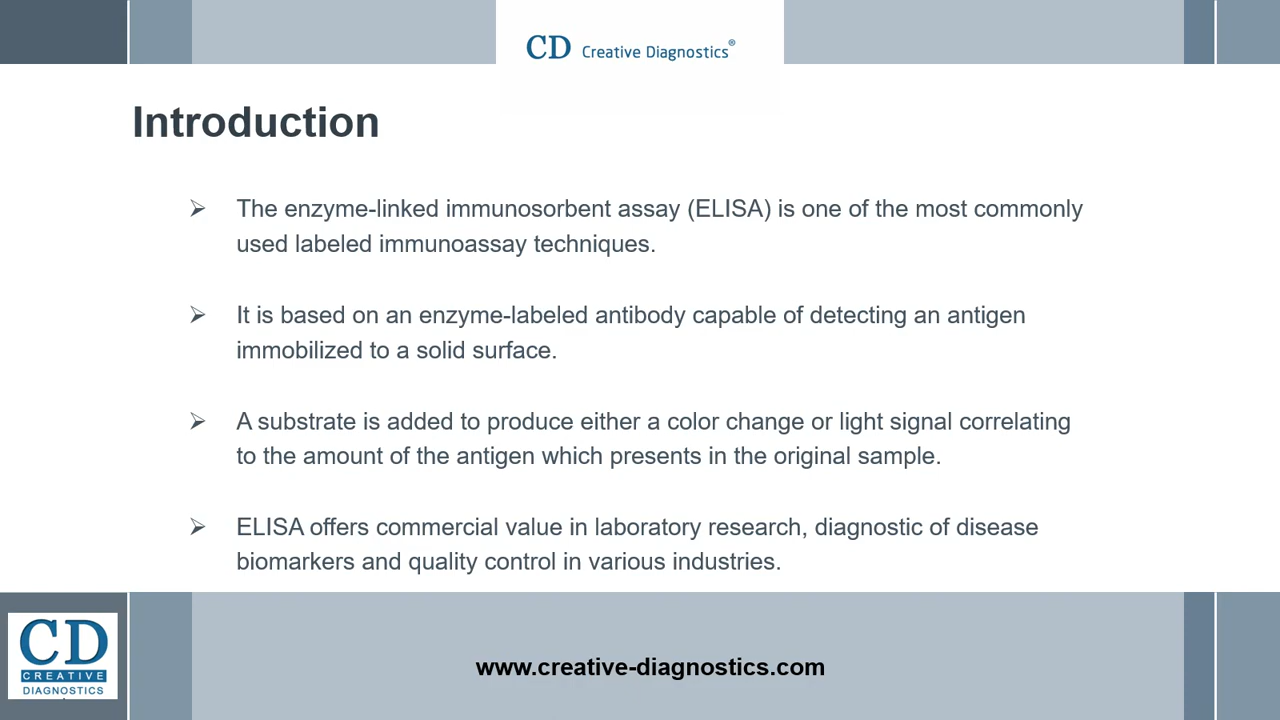 CD Creative Diagnostics®
Introduction
➢ The enzyme-linked immunosorbent assay (ELISA) is one of the most commonly
used labeled immunoassay techniques.
➢ It is based on an enzyme-labeled antibody capable of detecting an antigen
immobilized to a solid surface.
➢ A substrate is added to produce either a color change or light signal correlating
to the amount of the antigen which presents in the original sample.
➢ ELISA offers commercial value in laboratory research, diagnostic of disease
biomarkers and quality control in various industries.
CD
CREATIVE
DIAGNOSTICS
www.creative-diagnostics.com